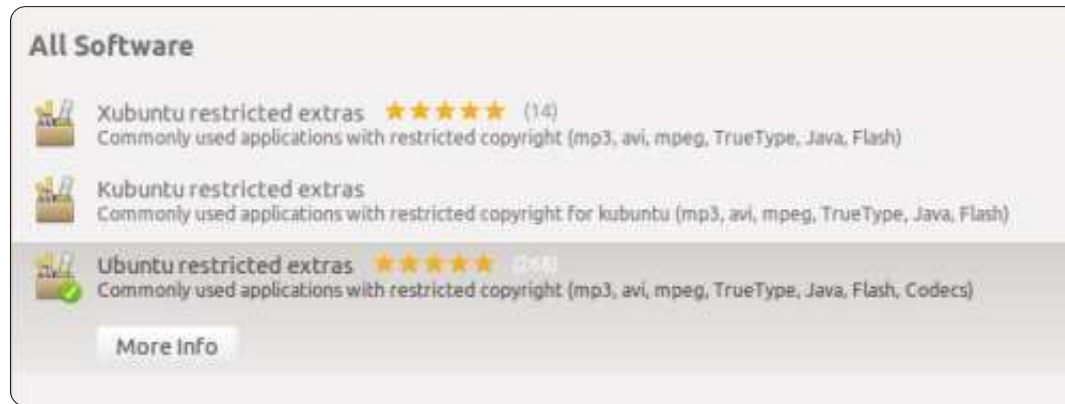 All Software
Xubuntu restricted extras (14)
Commonly used applications with restricted copyright (mp3, avi, mpeg, TrueType, Java, Flash)
Kubuntu restricted extras
Commonly used applications with restricted copyright for kubuntu (mp3, avi, mpeg, TrueType, Java, Flash)
Ubuntu restricted extras
Commonly used applications with restricted copyright (mp3, avi, mpeg, TrueType, Java, Flash, Codecs)
More Info